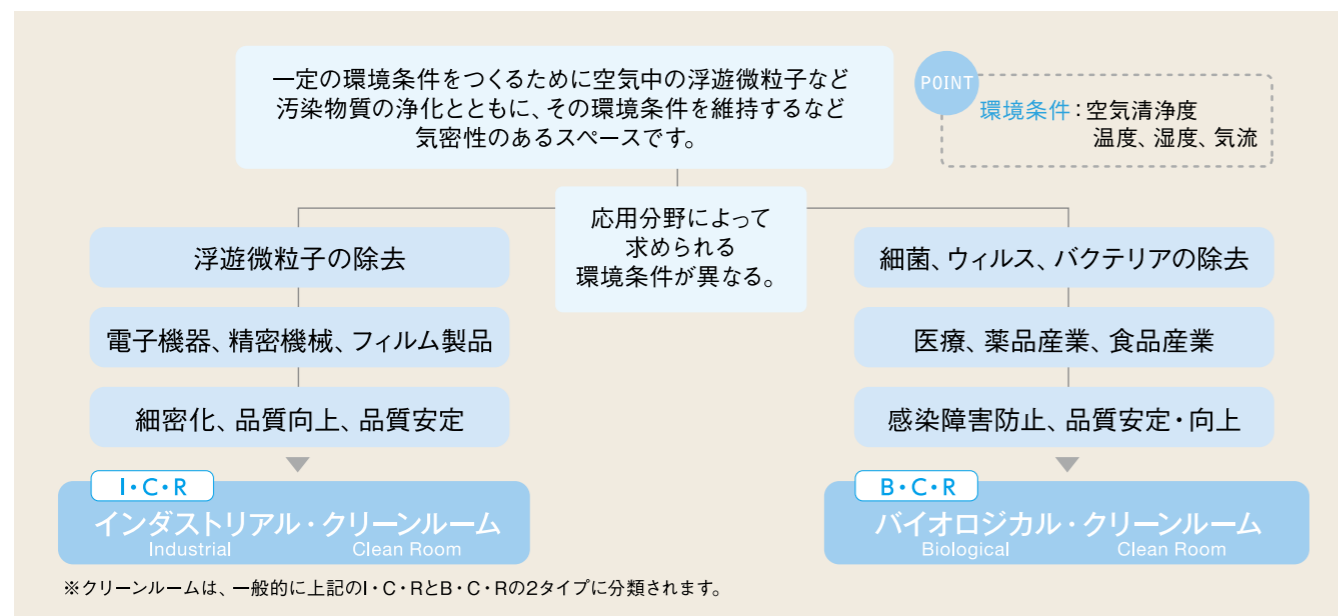 一定の環境条件をつくるために空気中の浮遊微粒子など
汚染物質の浄化とともに、その環境条件を維持するなど
気密性のあるスペースです。
POINT
環境条件：空気清浄度
温度、湿度、気流
応用分野によって
求められる
環境条件が異なる。
浮遊微粒子の除去
電子機器、精密機械、フィルム製品
細密化、品質向上、品質安定
I・C・R
インダストリアル・クリーンルーム
Industrial Clean Room
細菌、ウィルス、バクテリアの除去
医療、薬品産業、食品産業
感染障害防止、品質安定・向上
B・C・R
バイオロジカル・クリーンルーム
Biological Clean Room
※クリーンルームは、一般的に上記のI・C・RとB・C・Rの2タイプに分類されます。